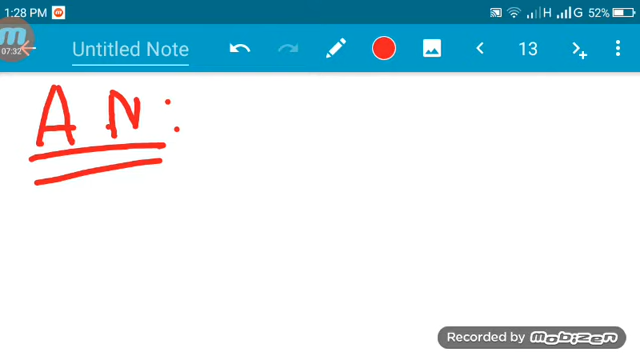 1:28 PM H G 52%
07:32 Untitled Note 13
A N:
Recorded by mobizen